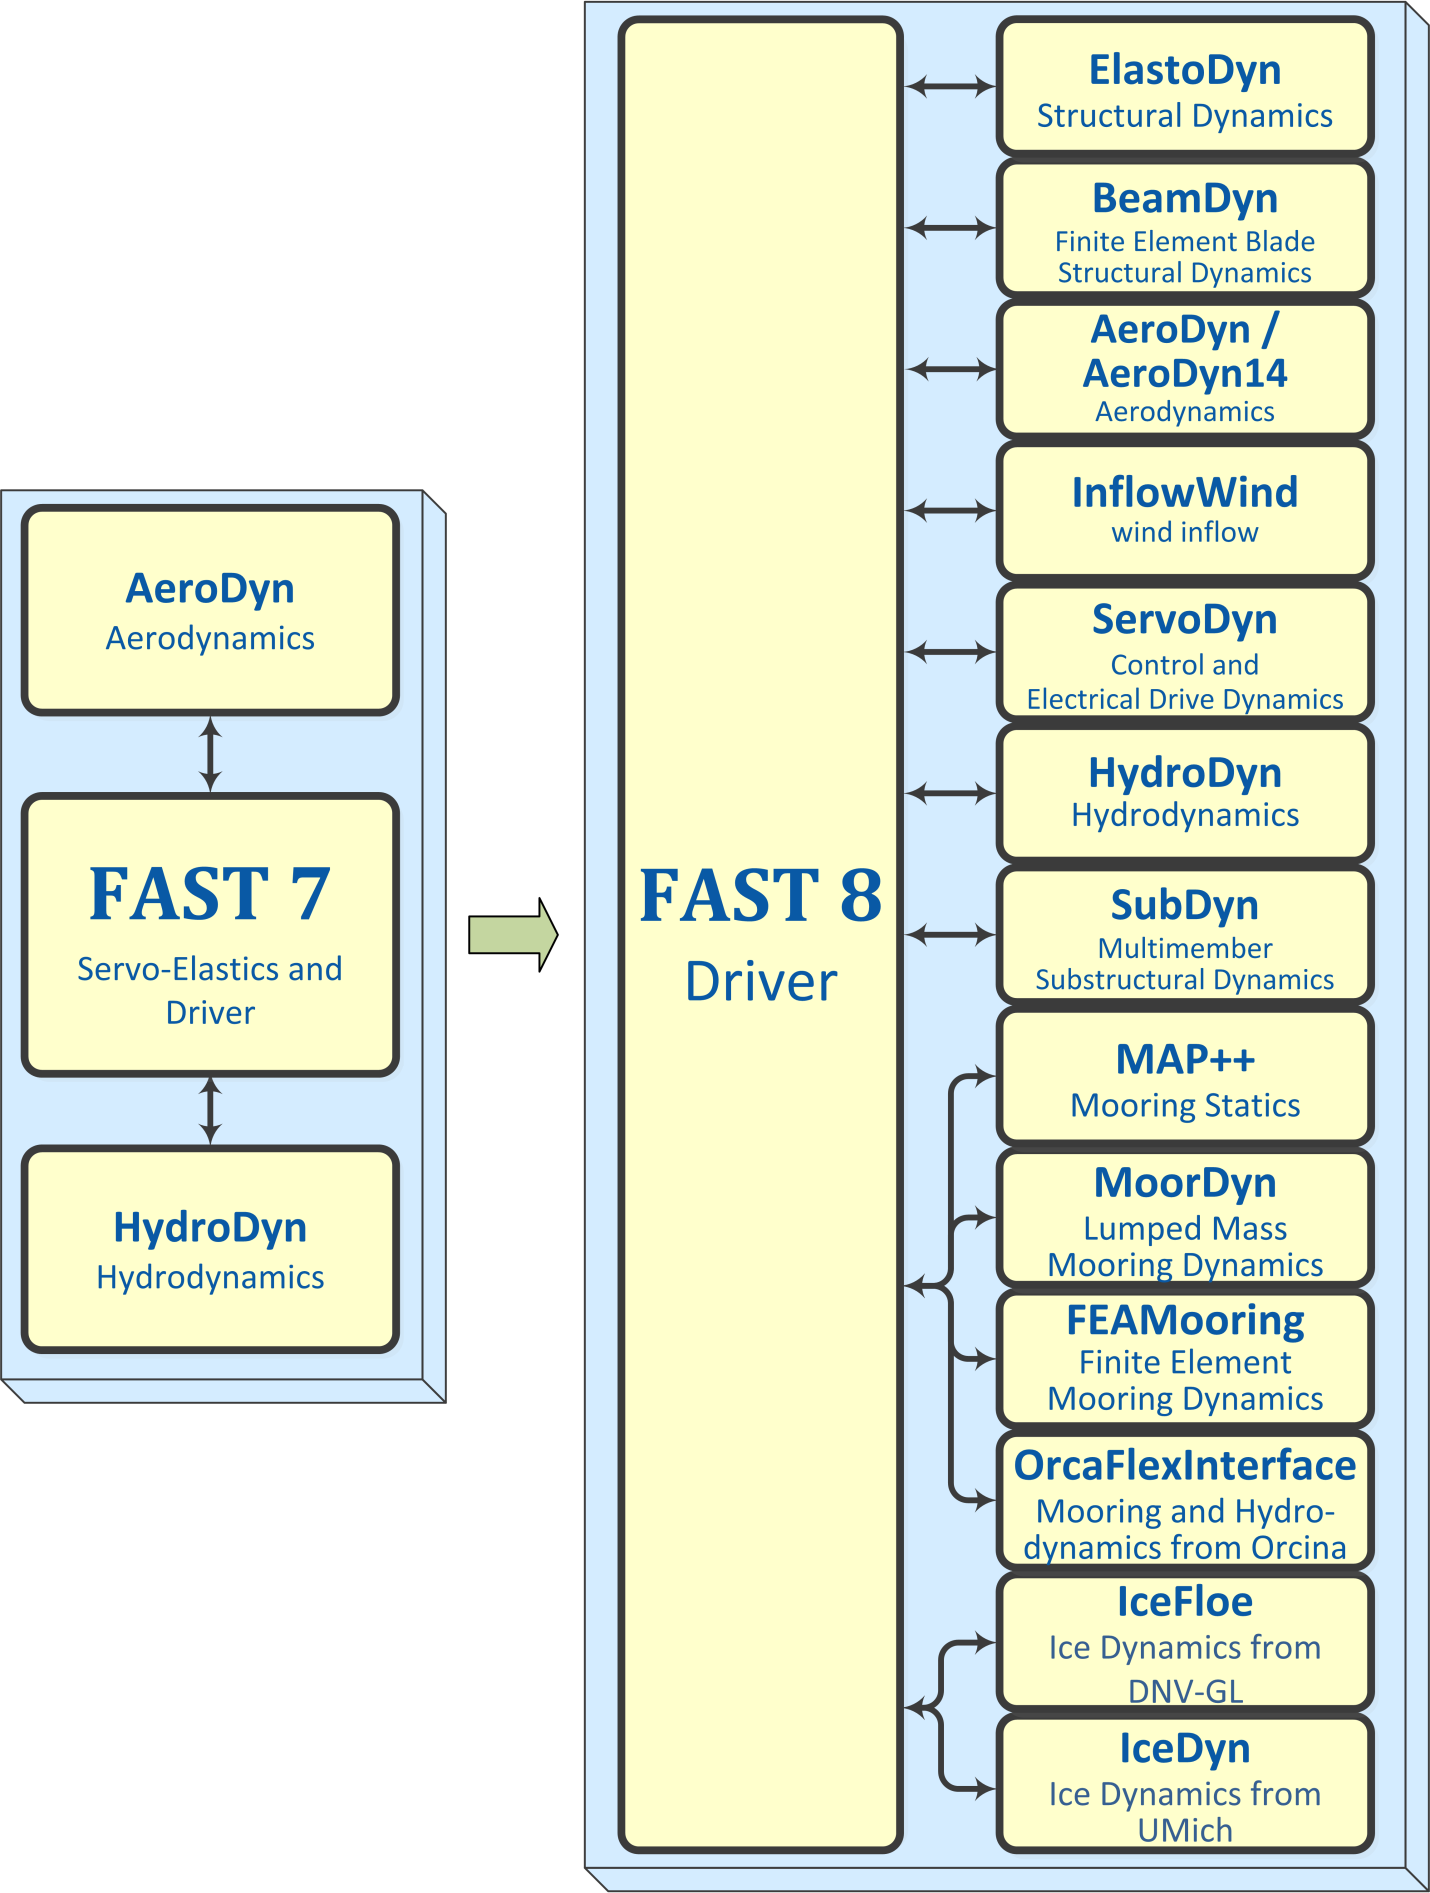 AeroDyn
Aerodynamics
FAST 7
Servo-Elastics and
Driver
HydroDyn
Hydrodynamics
FAST 8
Driver
ElastoDyn
Structural Dynamics
BeamDyn
Finite Element Blade
Structural Dynamics
AeroDyn /
AeroDyn14
Aerodynamics
InflowWind
wind inflow
ServoDyn
Control and
Electrical Drive Dynamics
HydroDyn
Hydrodynamics
SubDyn
Multimember
Substructural Dynamics
MAP++
Mooring Statics
MoorDyn
Lumped Mass
Mooring Dynamics
FEAMooring
Finite Element
Mooring Dynamics
OrcaFlexInterface
Mooring and Hydro-
dynamics from Orcina
IceFloe
Ice Dynamics from
DNV-GL
IceDyn
Ice Dynamics from
UMich